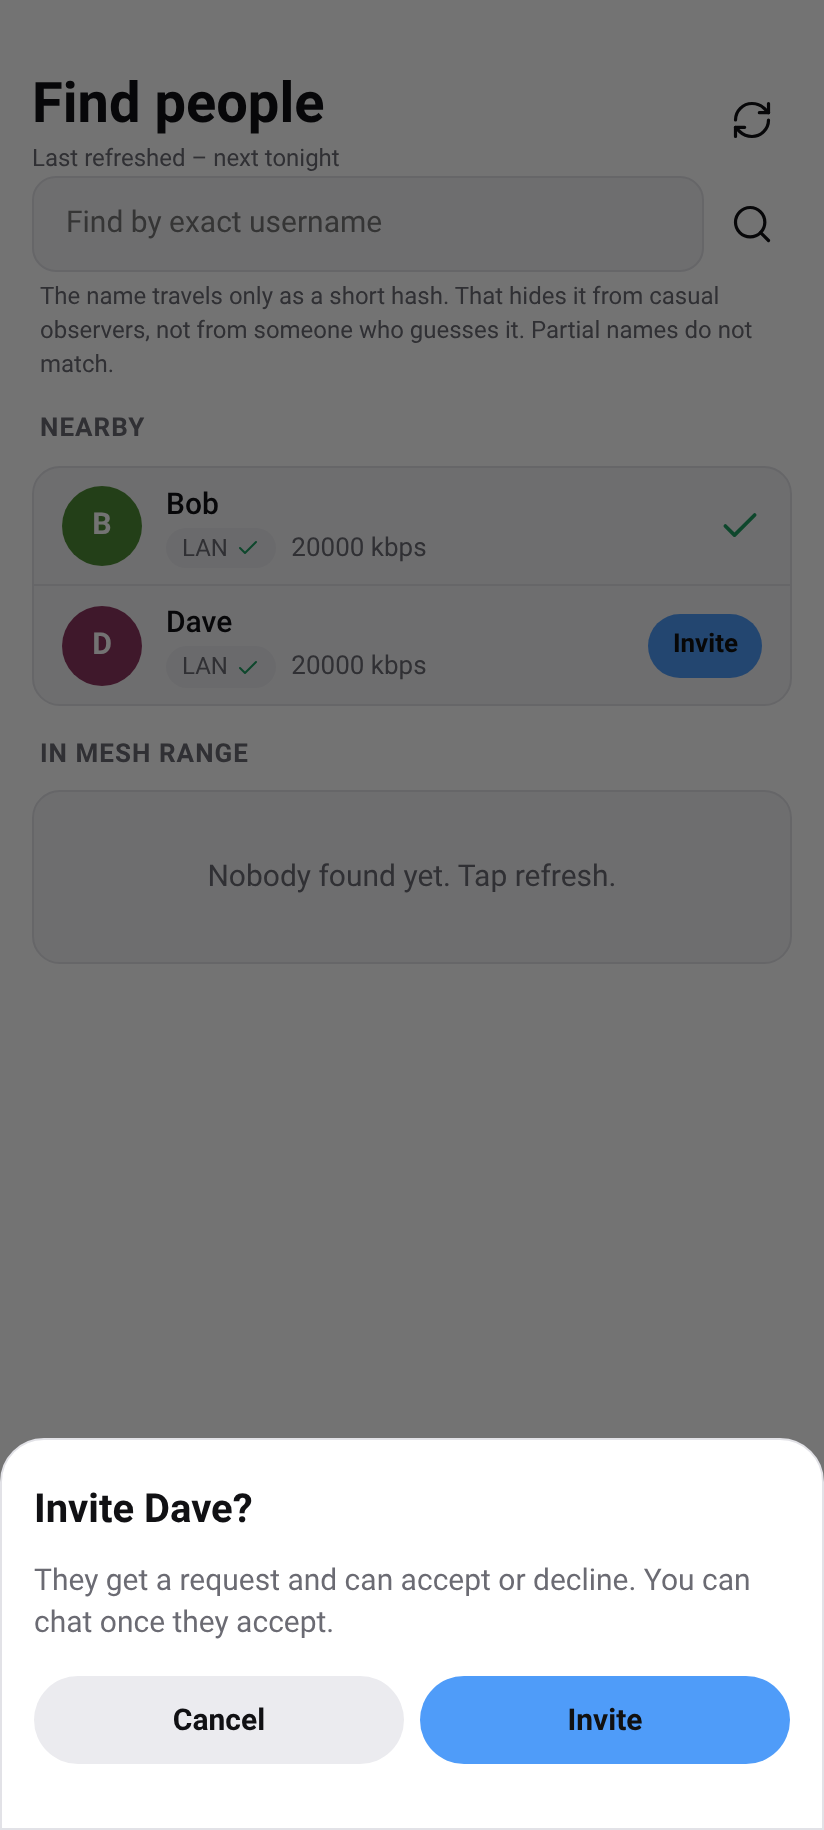 Find people
Last refreshed – next tonight
Find by exact username
The name travels only as a short hash. That hides it from casual
observers, not from someone who guesses it. Partial names do not
match.
NEARBY
B
Bob
LAN
20000 kbps
D
Dave
LAN
20000 kbps
Invite
IN MESH RANGE
Nobody found yet. Tap refresh.
Invite Dave?
They get a request and can accept or decline. You can
chat once they accept.
Cancel
Invite